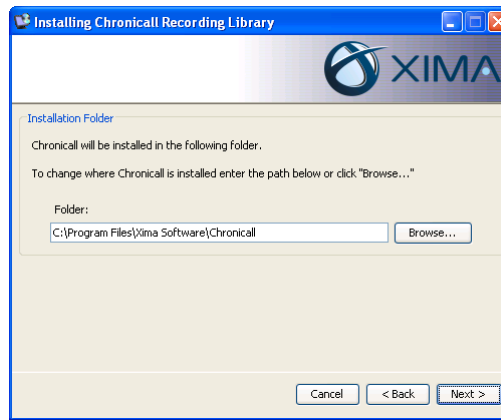 Installing Chronicall Recording Library
XIMA
Installation Folder
Chronicall will be installed in the following folder.
To change where Chronicall is installed enter the path below or click "Browse..."
Folder:
C:\Program Files\Xima Software\Chronicall
Browse...
Cancel
< Back
Next >